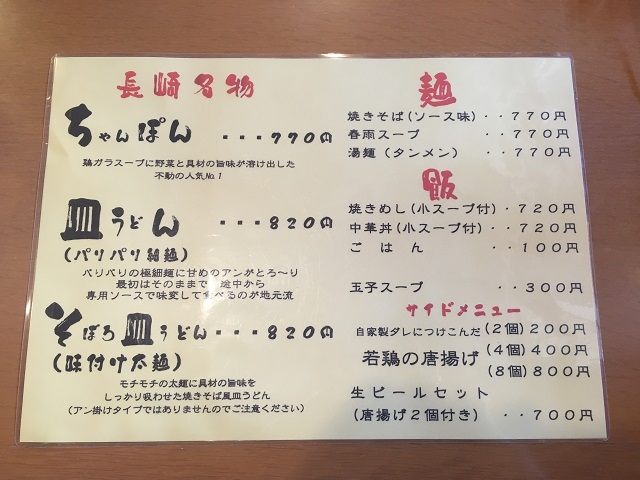 長崎名物
ちゃんぽん ・・・770円
鶏ガラスープに野菜と具材の旨味が溶け出した
不動の人気№1
皿うどん ・・・820円
(パリパリ細麺)
パリパリの極細麺に甘めのアンがとろ～り
最初はそのままで 途中から
専用ソースで味変して食べるのが地元流
そぼろ皿うどん・・・820円
(味付け太麺)
モチモチの太麺に具材の旨味を
しっかり吸わせた焼きそば風皿うどん
(アン掛けタイプではありませんのでご注意ください)
麺
焼きそば(ソース味) ・・770円
春雨スープ ・・770円
湯麺(タンメン) ・・770円
飯
焼きめし(小スープ付)・720円
中華丼(小スープ付)・・720円
ごはん ・・100円
玉子スープ ・・300円
サイドメニュー
自家製ダレにつけこんだ (2個) 200円
若鶏の唐揚げ (4個) 400円
(8個) 800円
生ビールセット
(唐揚げ2個付き) ・・700円